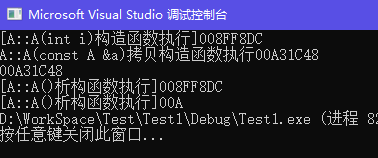 Microsoft Visual Studio 调试控制台
[A::A(int i)构造函数执行]008FF8DC
A::A(const A &a)拷贝构造函数执行00A31C48
00A31C48
[A::A()析构函数执行]008FF8DC
[A::A()析构函数执行]00A
D:\WorkSpace\Test\Test1\Debug\Test1.exe (进程 82
按任意键关闭此窗口...